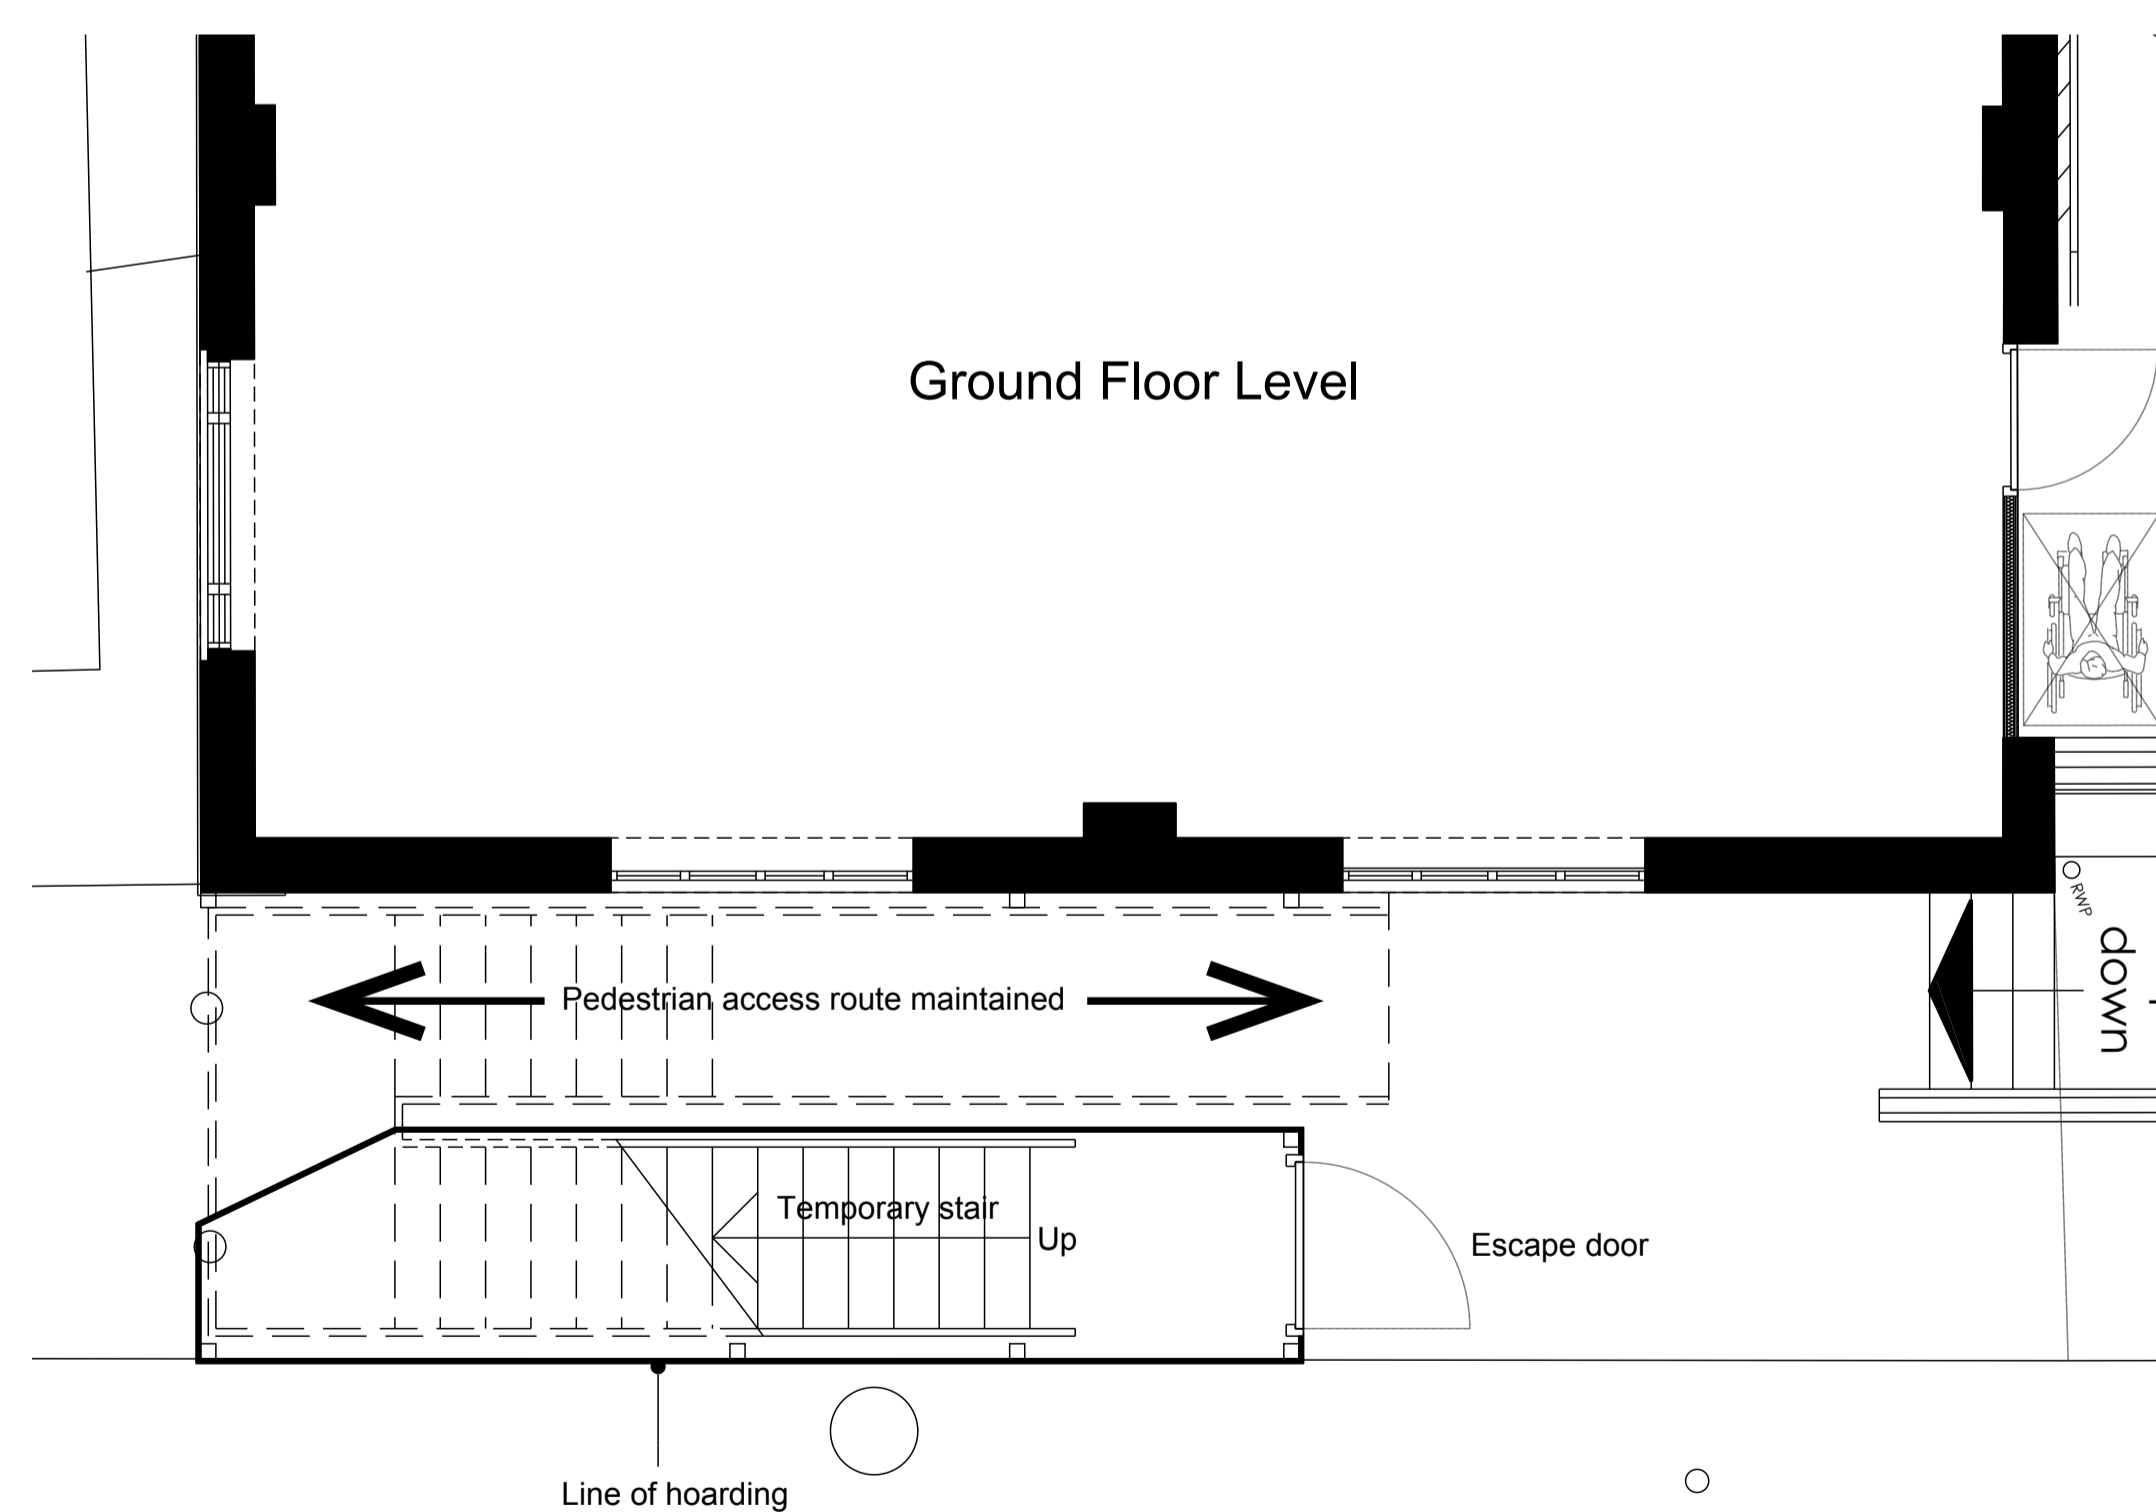 Ground Floor Level
RWP
down
Pedestrian access route maintained
Temporary stair
Up
Escape door
Line of hoarding